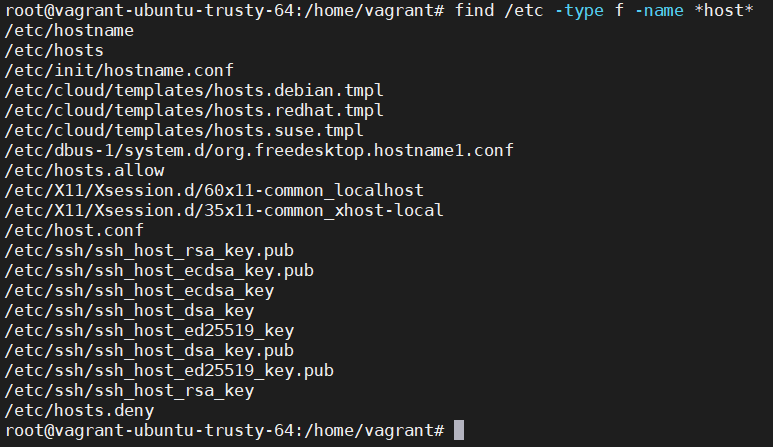 root@vagrant-ubuntu-trusty-64:/home/vagrant# find /etc -type f -name *host*
/etc/hostname
/etc/hosts
/etc/init/hostname.conf
/etc/cloud/templates/hosts.debian.tmpl
/etc/cloud/templates/hosts.redhat.tmpl
/etc/cloud/templates/hosts.suse.tmpl
/etc/dbus-1/system.d/org.freedesktop.hostname1.conf
/etc/hosts.allow
/etc/X11/Xsession.d/60x11-common_localhost
/etc/X11/Xsession.d/35x11-common_xhost-local
/etc/host.conf
/etc/ssh/ssh_host_rsa_key.pub
/etc/ssh/ssh_host_ecdsa_key.pub
/etc/ssh/ssh_host_ecdsa_key
/etc/ssh/ssh_host_dsa_key
/etc/ssh/ssh_host_ed25519_key
/etc/ssh/ssh_host_dsa_key.pub
/etc/ssh/ssh_host_ed25519_key.pub
/etc/ssh/ssh_host_rsa_key
/etc/hosts.deny
root@vagrant-ubuntu-trusty-64:/home/vagrant#